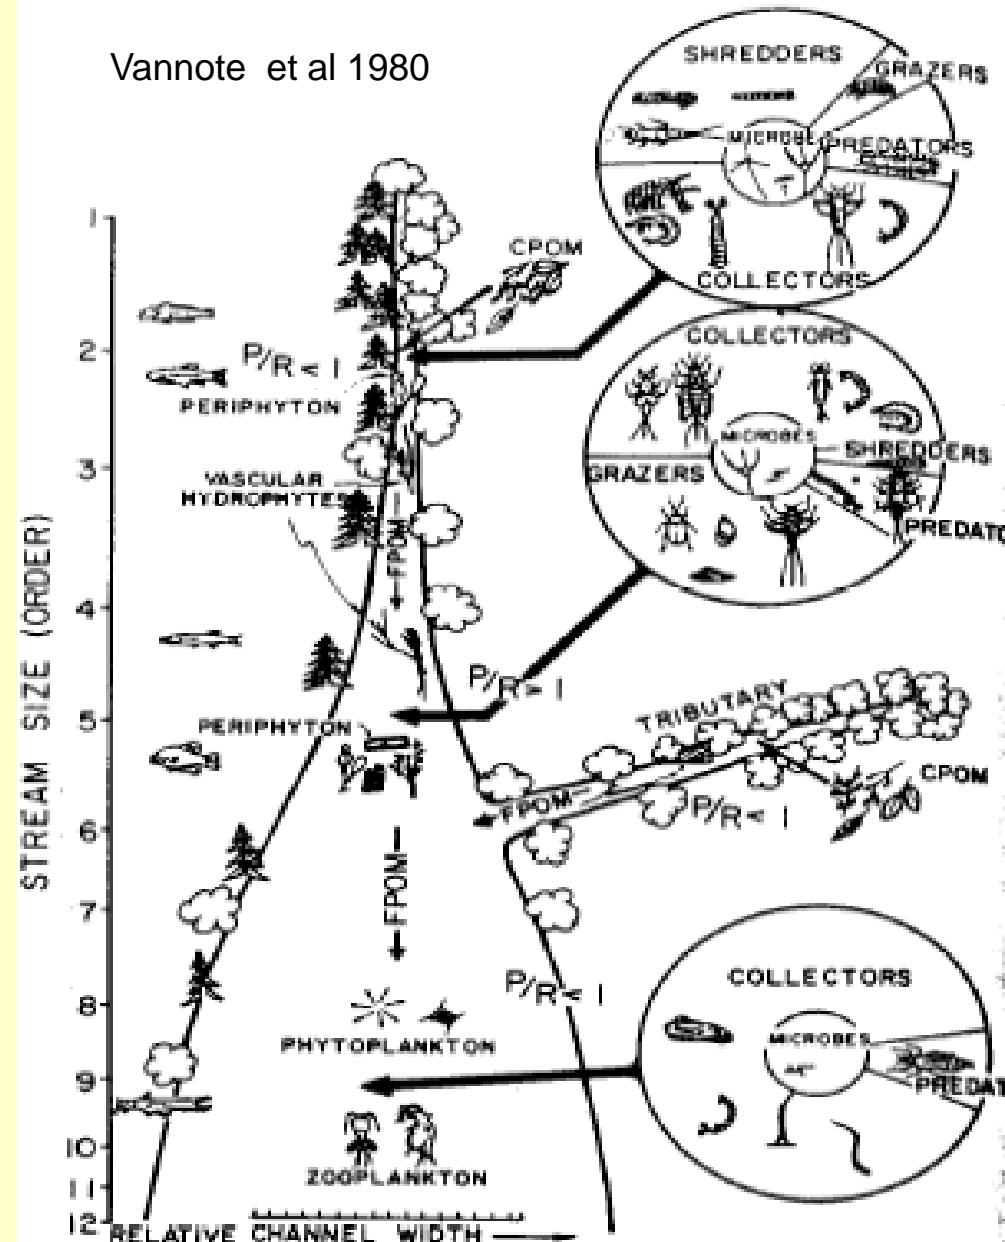 Vannote et al 1980
SHREDDERS
GRAZERS
MICROBES
PREDATORS
COLLECTORS
CPOM
1
2
P/R < 1
PERIPHYTON
3
VASCULAR
HYDROPHYTES
FPOM
COLLECTORS
MICROBES
SHREDDERS
GRAZERS
PREDATO
STREAM SIZE (ORDER)
4
P/R > 1
5
PERIPHYTON
TRIBUTARY
CPOM
FPOM
P/R < 1
6
FPOM
7
P/R < 1
8
PHYTOPLANKTON
COLLECTORS
MICROBES
PREDAT
9
10
ZOOPLANKTON
11
12
RELATIVE CHANNEL WIDTH